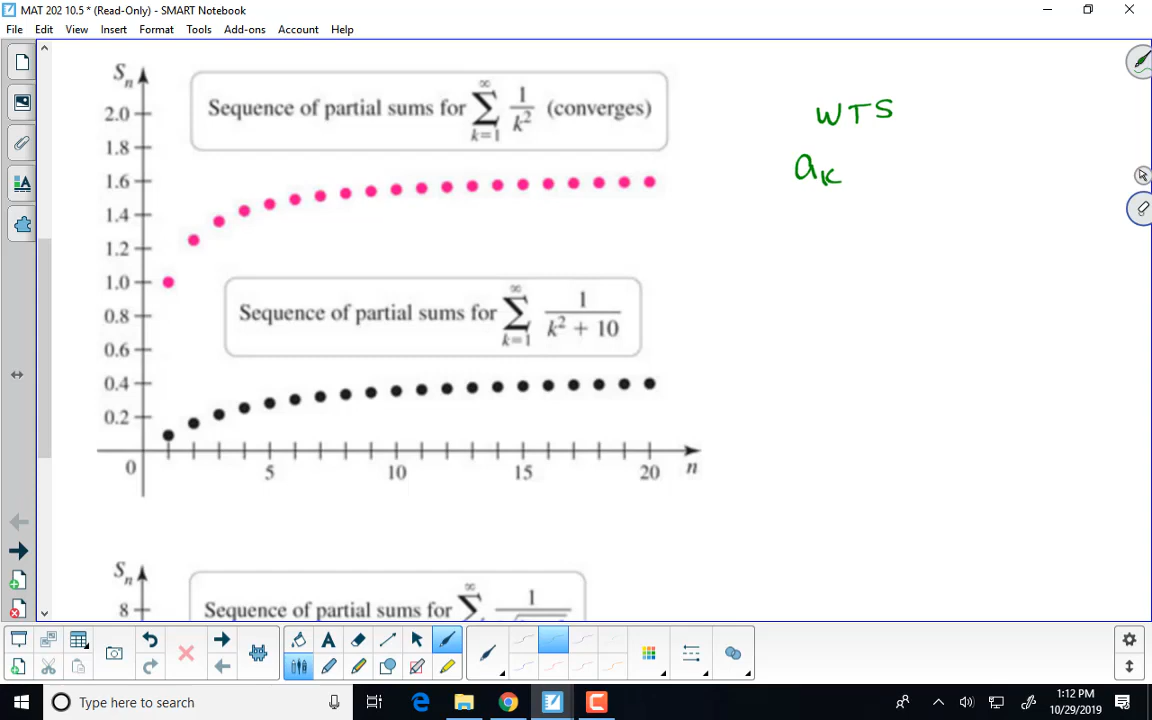 MAT 202 10.5 * (Read-Only) - SMART Notebook
File Edit View Insert Format Tools Add-ons Account Help
Sₙ
Sequence of partial sums for ∑ k=1 ∞ 1/k² (converges)
WTS
aₖ
2.0
1.8
1.6
1.4
1.2
1.0
Sequence of partial sums for ∑ k=1 ∞ 1/(k² + 10)
0.8
0.6
0.4
0.2
0 5 10 15 20 n
Sₙ
8
Sequence of partial sums for ∑ ∞ 1
A
Type here to search
1:12 PM
10/29/2019